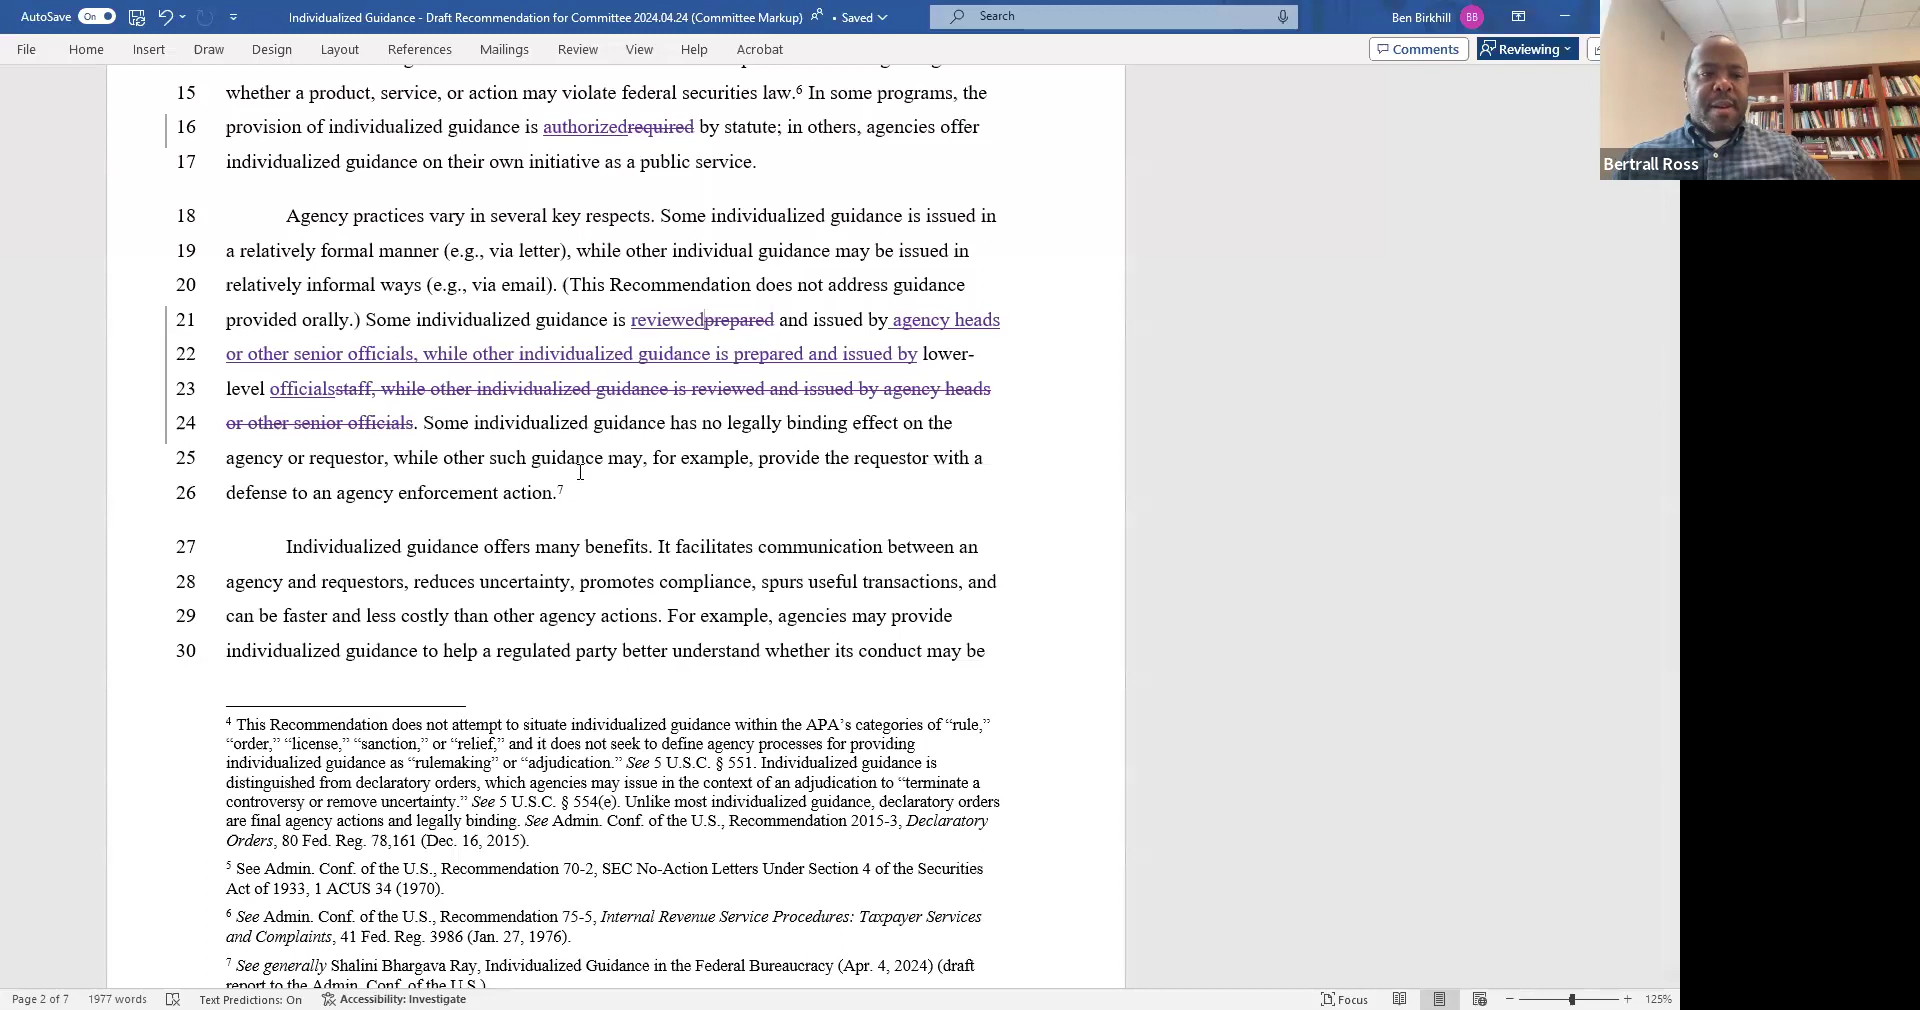 AutoSave On Individualized Guidance - Draft Recommendation for Committee 2024.04.24 (Committee Markup) • Saved Search Ben Birkhill BB
File Home Insert Draw Design Layout References Mailings Review View Help Acrobat Comments Reviewing
15 whether a product, service, or action may violate federal securities law.6 In some programs, the
16 provision of individualized guidance is authorizedrequired by statute; in others, agencies offer
17 individualized guidance on their own initiative as a public service.
18 Agency practices vary in several key respects. Some individualized guidance is issued in
19 a relatively formal manner (e.g., via letter), while other individual guidance may be issued in
20 relatively informal ways (e.g., via email). (This Recommendation does not address guidance
21 provided orally.) Some individualized guidance is reviewedprepared and issued by agency heads
22 or other senior officials, while other individualized guidance is prepared and issued by lower-
23 level officialsstaff, while other individualized guidance is reviewed and issued by agency heads
24 or other senior officials. Some individualized guidance has no legally binding effect on the
25 agency or requestor, while other such guidance may, for example, provide the requestor with a
26 defense to an agency enforcement action.7
27 Individualized guidance offers many benefits. It facilitates communication between an
28 agency and requestors, reduces uncertainty, promotes compliance, spurs useful transactions, and
29 can be faster and less costly than other agency actions. For example, agencies may provide
30 individualized guidance to help a regulated party better understand whether its conduct may be
4 This Recommendation does not attempt to situate individualized guidance within the APA’s categories of “rule,”
“order,” “license,” “sanction,” or “relief,” and it does not seek to define agency processes for providing
individualized guidance as “rulemaking” or “adjudication.” See 5 U.S.C. § 551. Individualized guidance is
distinguished from declaratory orders, which agencies may issue in the context of an adjudication to “terminate a
controversy or remove uncertainty.” See 5 U.S.C. § 554(e). Unlike most individualized guidance, declaratory orders
are final agency actions and legally binding. See Admin. Conf. of the U.S., Recommendation 2015-3, Declaratory
Orders, 80 Fed. Reg. 78,161 (Dec. 16, 2015).
5 See Admin. Conf. of the U.S., Recommendation 70-2, SEC No-Action Letters Under Section 4 of the Securities
Act of 1933, 1 ACUS 34 (1970).
6 See Admin. Conf. of the U.S., Recommendation 75-5, Internal Revenue Service Procedures: Taxpayer Services
and Complaints, 41 Fed. Reg. 3986 (Jan. 27, 1976).
7 See generally Shalini Bhargava Ray, Individualized Guidance in the Federal Bureaucracy (Apr. 4, 2024) (draft
report to the Admin. Conf. of the U.S.)
Page 2 of 7 1977 words Text Predictions: On Accessibility: Investigate Focus 125%
Bertrall Ross